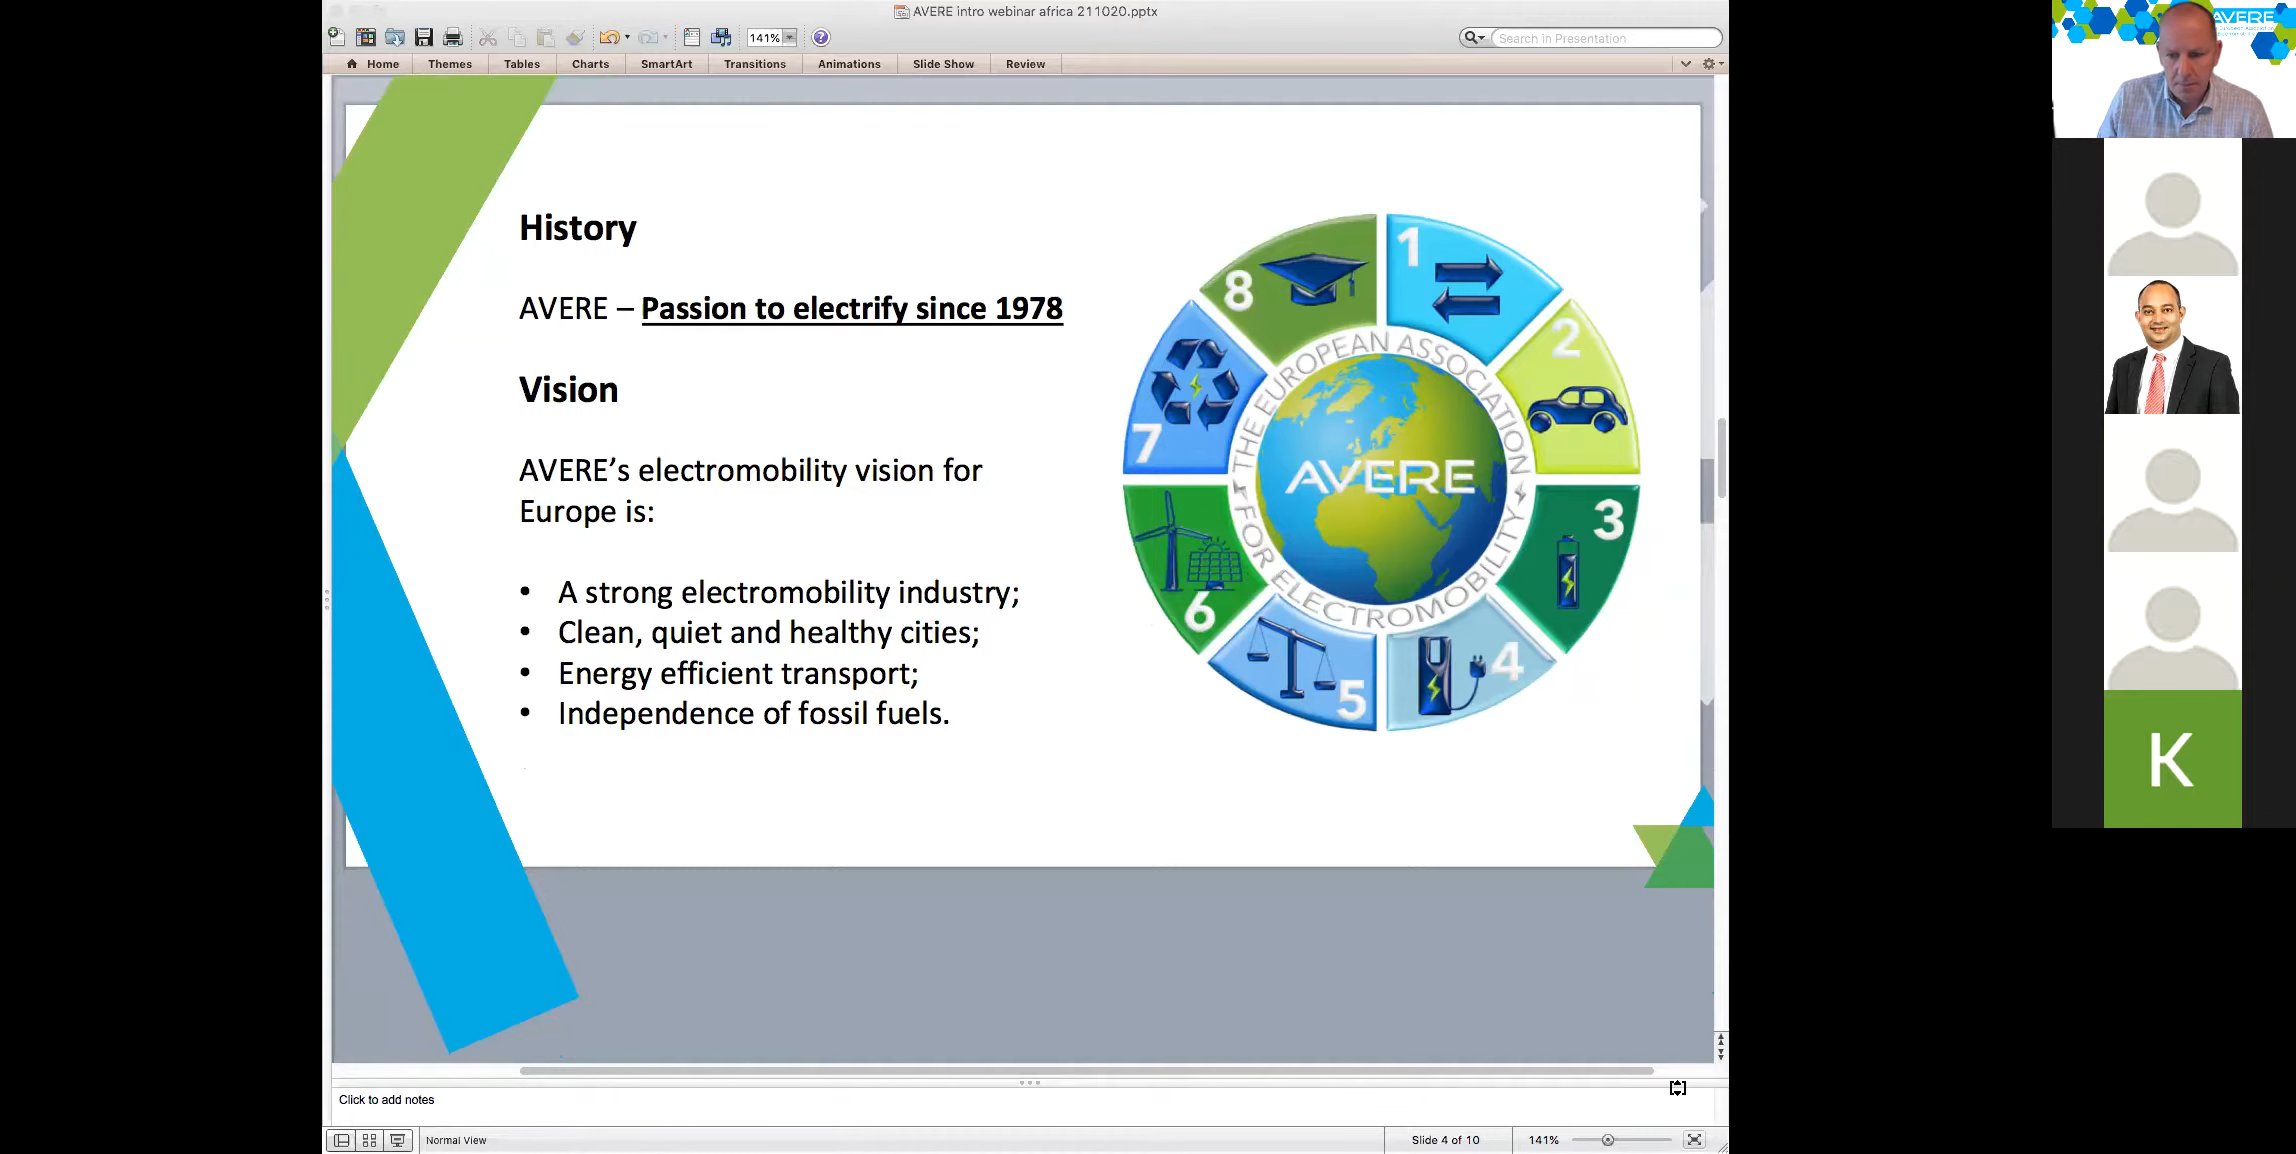 AVERE intro webinar africa 211020.pptx
141%
Search in Presentation
Home
Themes
Tables
Charts
SmartArt
Transitions
Animations
Slide Show
Review
History
AVERE – Passion to electrify since 1978
Vision
AVERE’s electromobility vision for
Europe is:
• A strong electromobility industry;
• Clean, quiet and healthy cities;
• Energy efficient transport;
• Independence of fossil fuels.
1
2
3
4
5
6
7
8
THE EUROPEAN ASSOCIATION
FOR ELECTROMOBILITY
AVERE
Click to add notes
Normal View
Slide 4 of 10
141%
AVERE
K